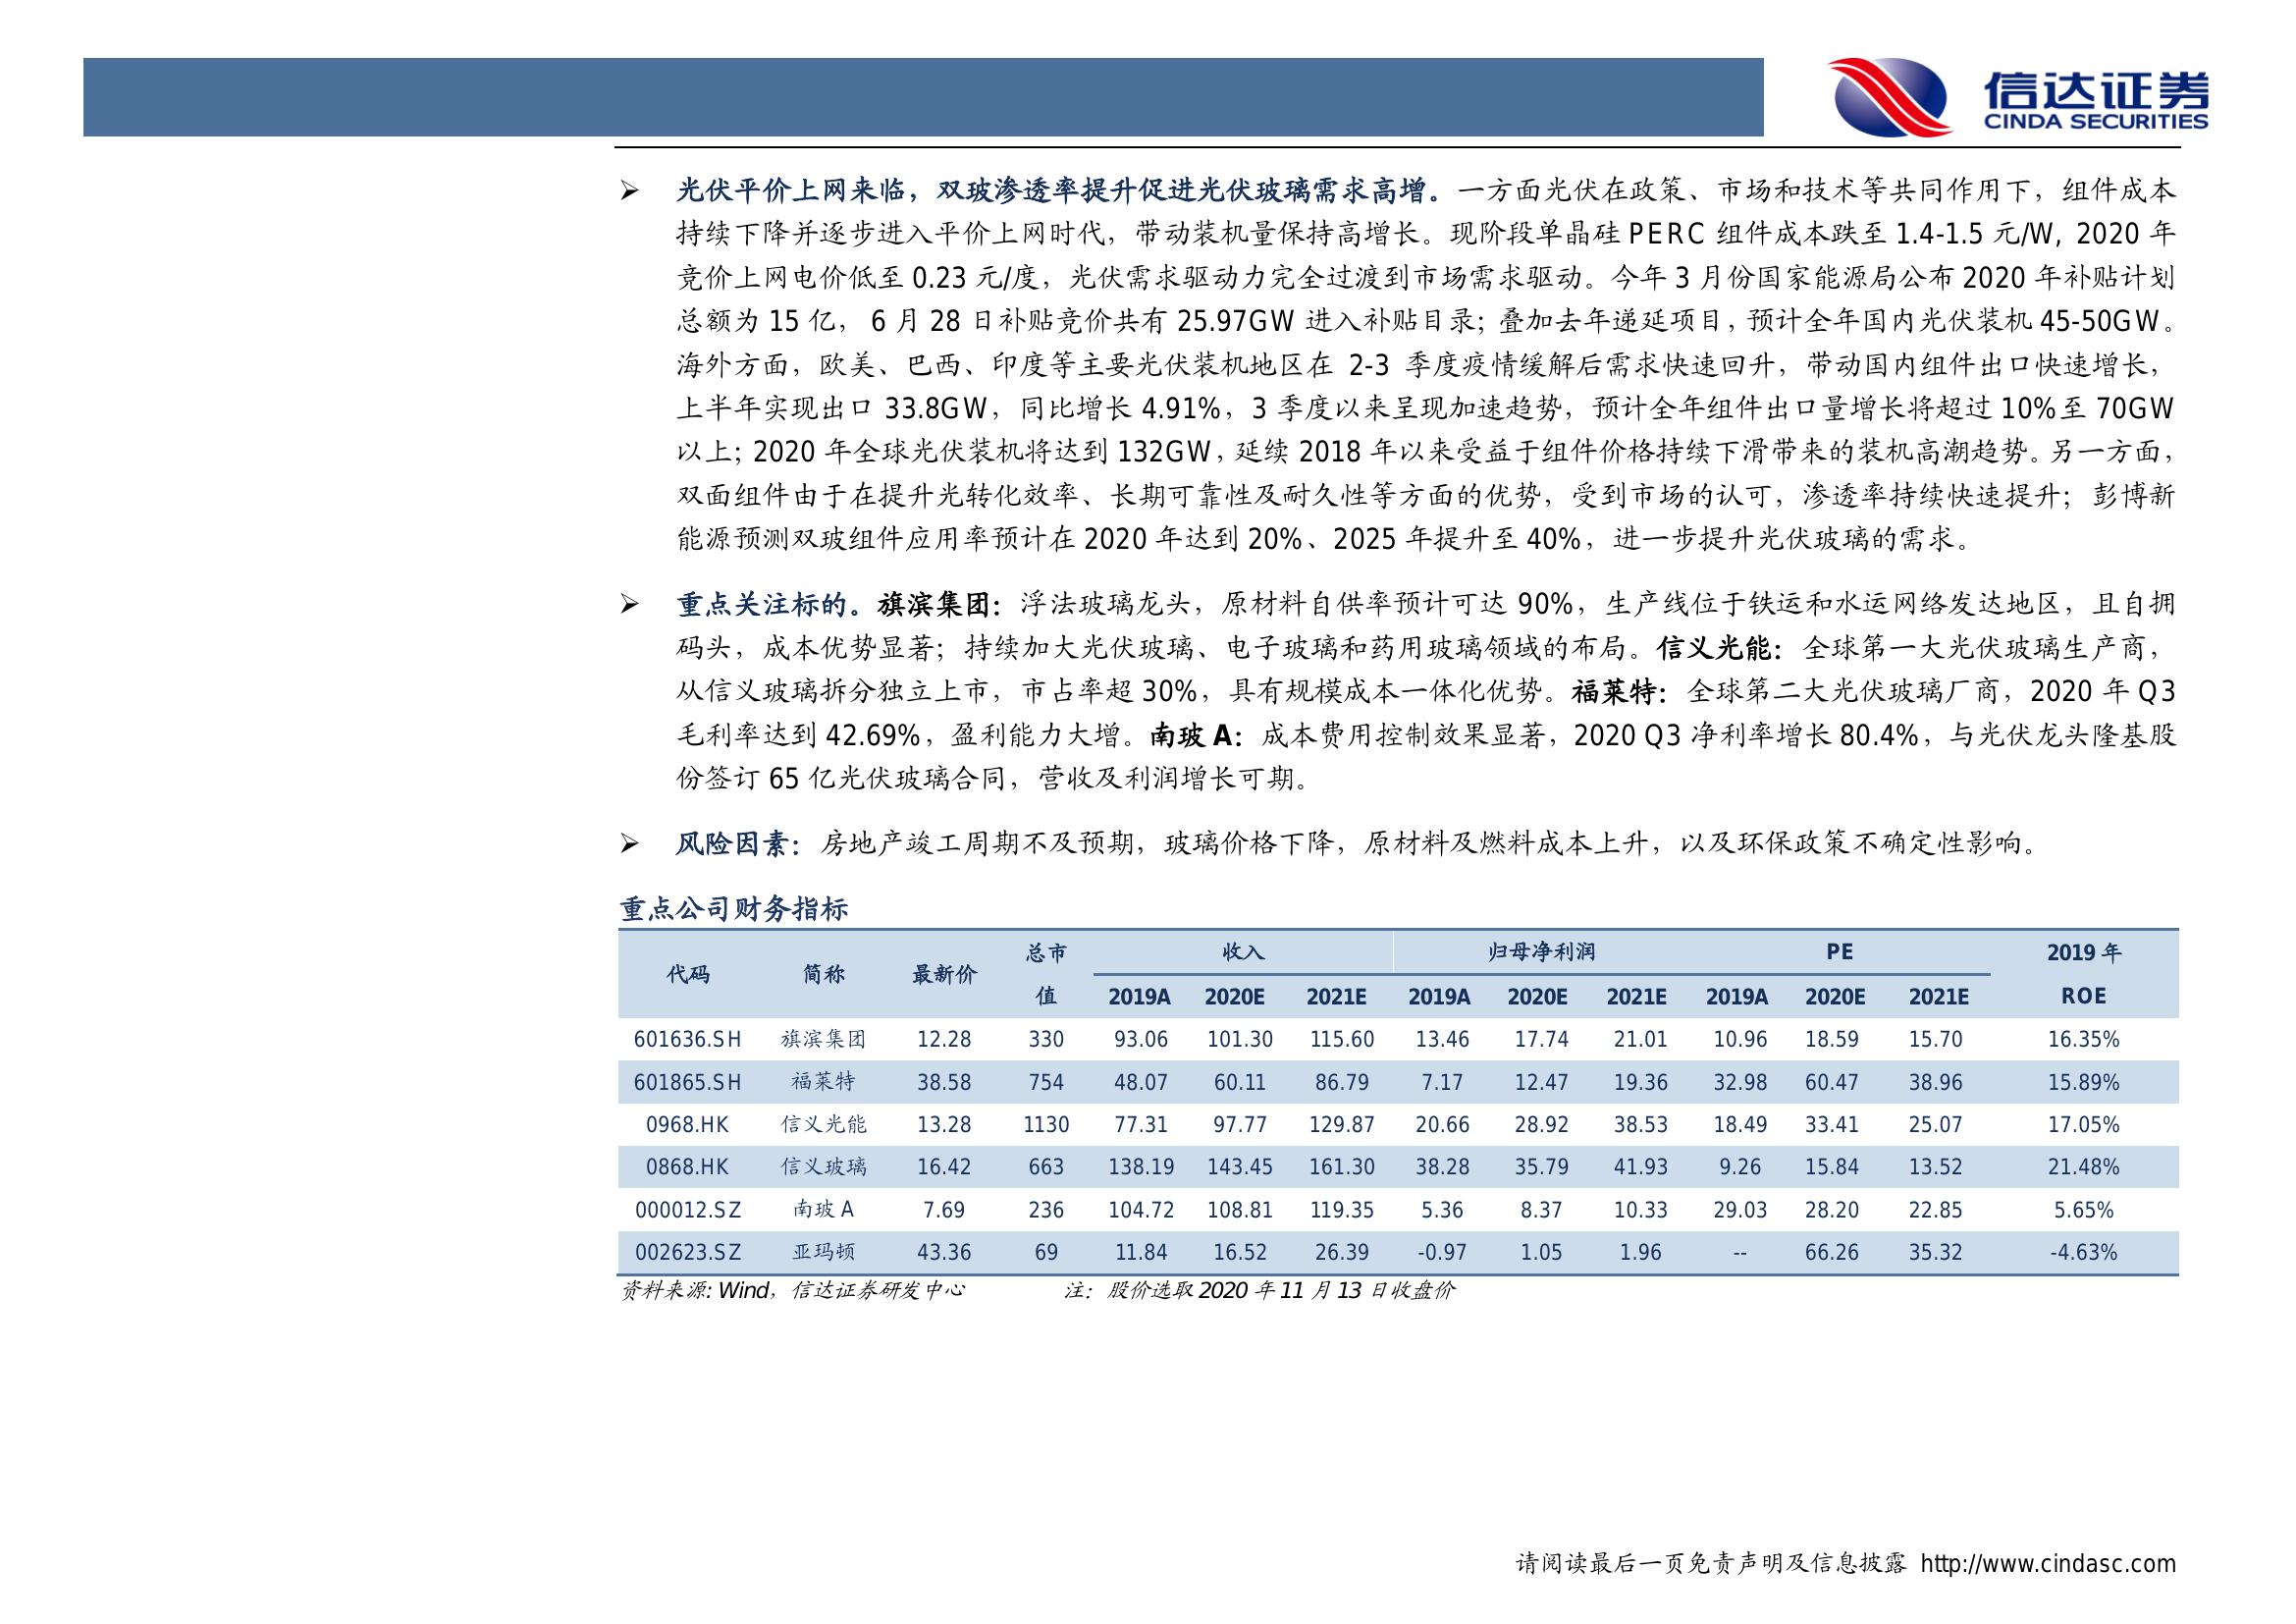 信达证券
CINDA SECURITIES
➢ 光伏平价上网来临，双玻渗透率提升促进光伏玻璃需求高增。一方面光伏在政策、市场和技术等共同作用下，组件成本
持续下降并逐步进入平价上网时代，带动装机量保持高增长。现阶段单晶硅 PERC 组件成本跌至 1.4-1.5 元/W, 2020 年
竞价上网电价低至 0.23 元/度，光伏需求驱动力完全过渡到市场需求驱动。今年 3 月份国家能源局公布 2020 年补贴计划
总额为 15 亿， 6 月 28 日补贴竞价共有 25.97GW 进入补贴目录；叠加去年递延项目，预计全年国内光伏装机 45-50GW。
海外方面，欧美、巴西、印度等主要光伏装机地区在 2-3 季度疫情缓解后需求快速回升，带动国内组件出口快速增长，
上半年实现出口 33.8GW，同比增长 4.91%，3 季度以来呈现加速趋势，预计全年组件出口量增长将超过 10%至 70GW
以上；2020 年全球光伏装机将达到 132GW，延续 2018 年以来受益于组件价格持续下滑带来的装机高潮趋势。另一方面，
双面组件由于在提升光转化效率、长期可靠性及耐久性等方面的优势，受到市场的认可，渗透率持续快速提升；彭博新
能源预测双玻组件应用率预计在 2020 年达到 20%、2025 年提升至 40%，进一步提升光伏玻璃的需求。
➢ 重点关注标的。旗滨集团：浮法玻璃龙头，原材料自供率预计可达 90%，生产线位于铁运和水运网络发达地区，且自拥
码头，成本优势显著；持续加大光伏玻璃、电子玻璃和药用玻璃领域的布局。信义光能：全球第一大光伏玻璃生产商，
从信义玻璃拆分独立上市，市占率超 30%，具有规模成本一体化优势。福莱特：全球第二大光伏玻璃厂商，2020 年 Q3
毛利率达到 42.69%，盈利能力大增。南玻 A：成本费用控制效果显著，2020 Q3 净利率增长 80.4%，与光伏龙头隆基股
份签订 65 亿光伏玻璃合同，营收及利润增长可期。
➢ 风险因素：房地产竣工周期不及预期，玻璃价格下降，原材料及燃料成本上升，以及环保政策不确定性影响。
重点公司财务指标
代码 简称 最新价 总市值 收入 归母净利润 PE 2019 年 ROE
2019A 2020E 2021E 2019A 2020E 2021E 2019A 2020E 2021E
601636.SH 旗滨集团 12.28 330 93.06 101.30 115.60 13.46 17.74 21.01 10.96 18.59 15.70 16.35%
601865.SH 福莱特 38.58 754 48.07 60.11 86.79 7.17 12.47 19.36 32.98 60.47 38.96 15.89%
0968.HK 信义光能 13.28 1130 77.31 97.77 129.87 20.66 28.92 38.53 18.49 33.41 25.07 17.05%
0868.HK 信义玻璃 16.42 663 138.19 143.45 161.30 38.28 35.79 41.93 9.26 15.84 13.52 21.48%
000012.SZ 南玻 A 7.69 236 104.72 108.81 119.35 5.36 8.37 10.33 29.03 28.20 22.85 5.65%
002623.SZ 亚玛顿 43.36 69 11.84 16.52 26.39 -0.97 1.05 1.96 -- 66.26 35.32 -4.63%
资料来源: Wind，信达证券研发中心 注：股价选取 2020 年 11 月 13 日收盘价
请阅读最后一页免责声明及信息披露 http://www.cindasc.com